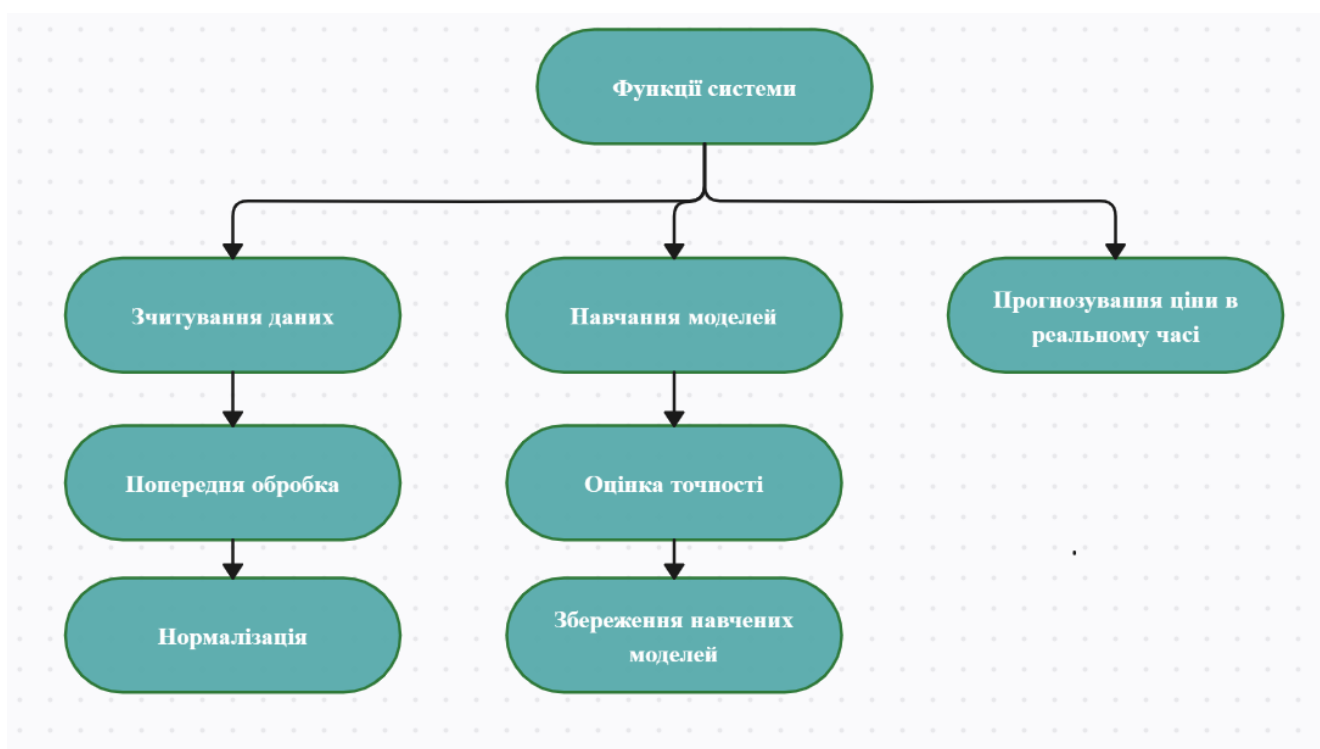 Функції системи
Зчитування даних
Навчання моделей
Прогнозування ціни в
реальному часі
Попередня обробка
Оцінка точності
Нормалізація
Збереження навчених
моделей